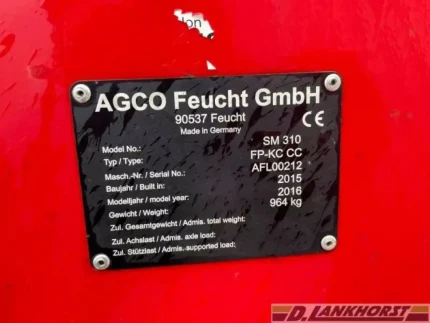 lon
AGCO Feucht GmbH
90537 Feucht
Made in Germany
CE
Model No.: SM 310
Typ / Type: FP-KC CC
Masch.-Nr. / Serial No.: AFL00212
Baujahr / Built in: 2015
Modelljahr / model year: 2016
Gewicht / Weight: 964 kg
Zul. Gesamtgewicht / Admis. total weight:
Zul. Achslast / Admis. axle load:
Zul. Stützlast / Admis. supported load:
D. LANKHORST